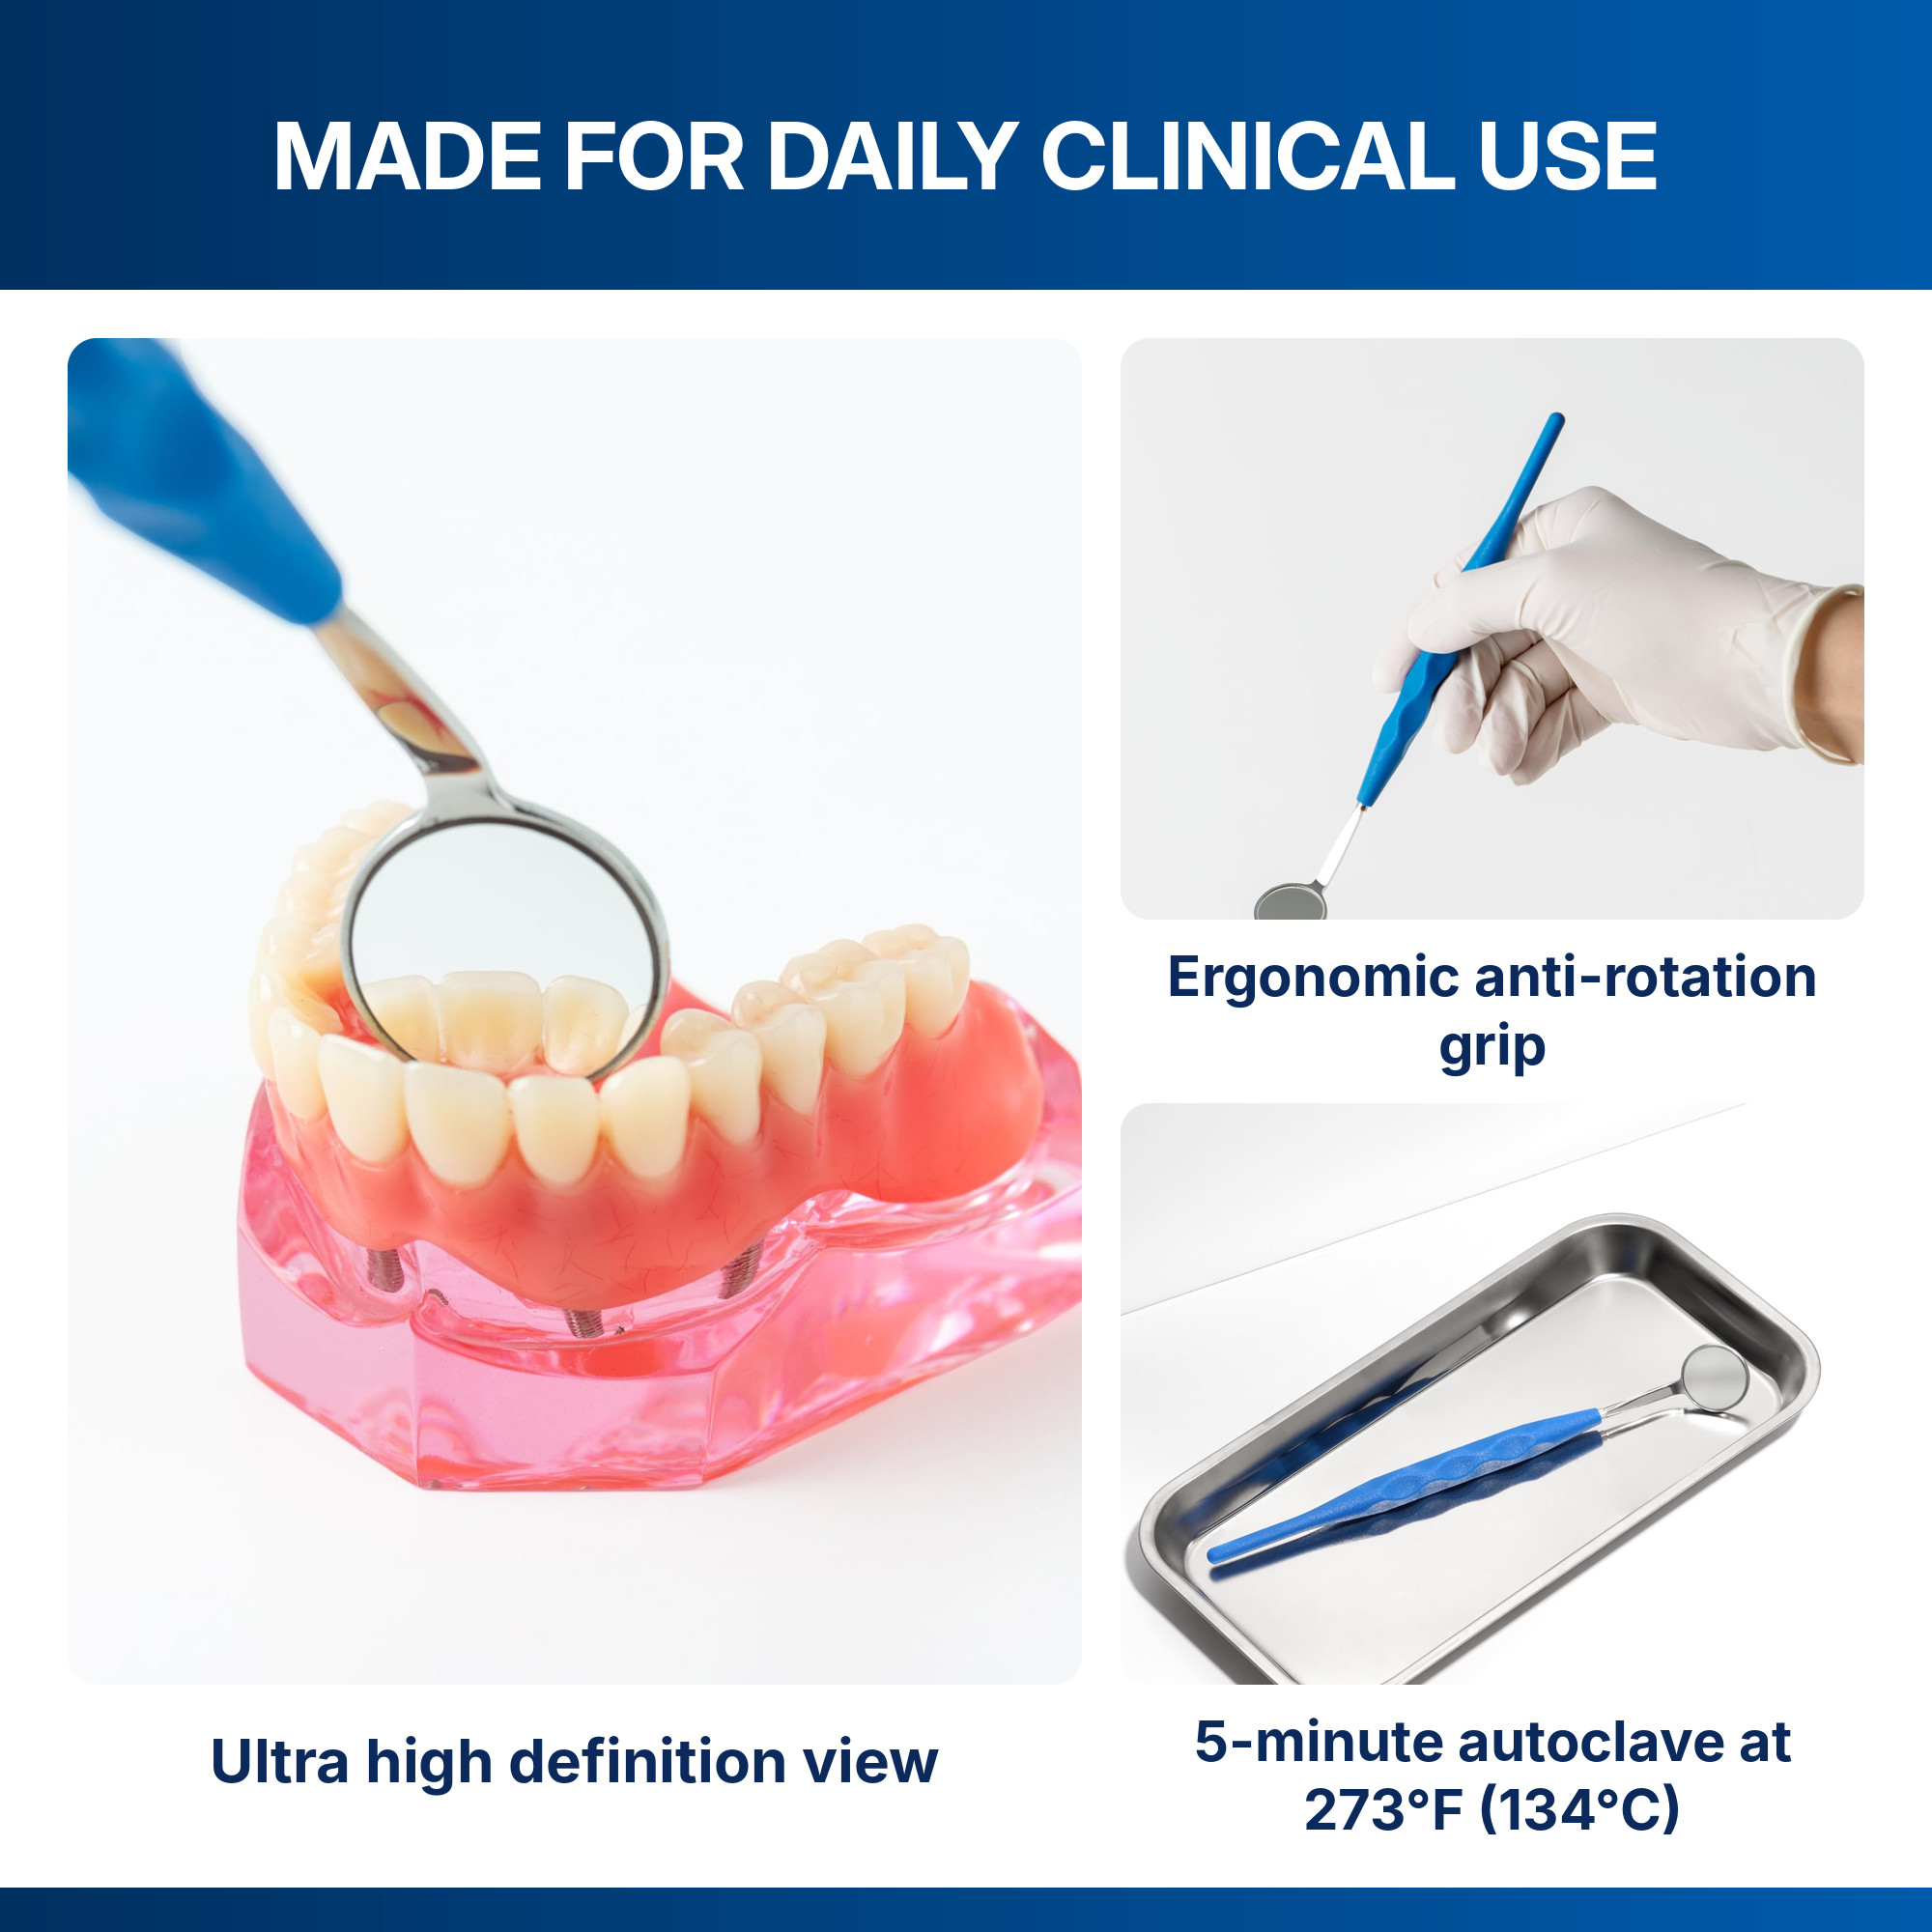 MADE FOR DAILY CLINICAL USE
Ergonomic anti-rotation
grip
Ultra high definition view
5-minute autoclave at
273°F (134°C)